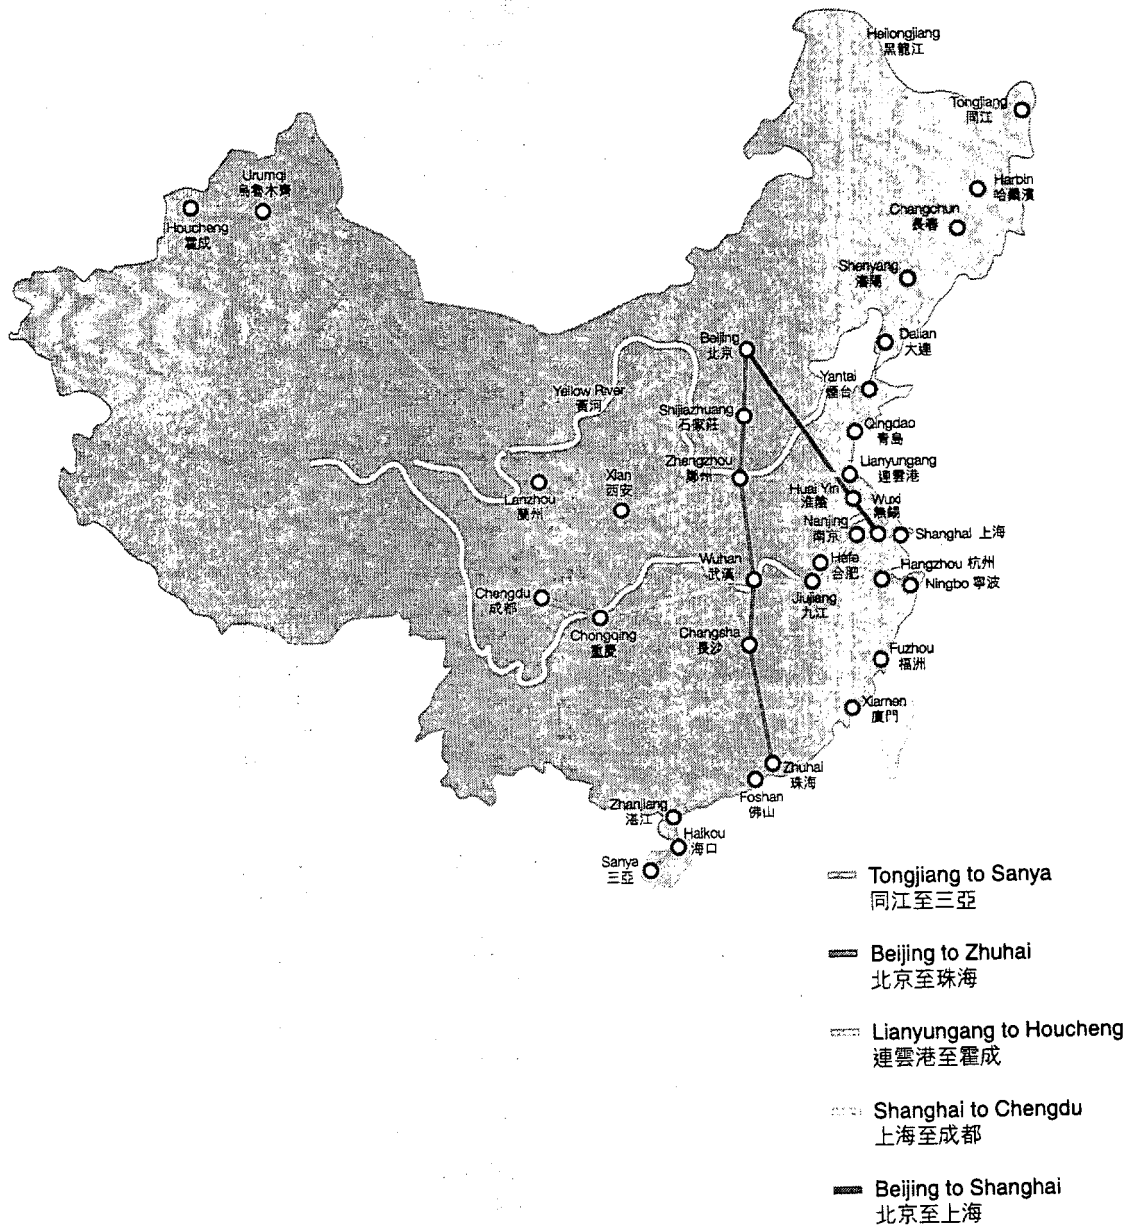 Heilongjiang
黑龍江
Tongjiang
同江
Urumqi
烏魯木齊
Harbin
哈爾濱
Houcheng
霍成
Changchun
長春
Shenyang
瀋陽
Beijing
北京
Dalian
大連
Yantai
煙台
Yellow River
黃河
Shijiazhuang
石家莊
Qingdao
青島
Zhengzhou
鄭州
Lianyungang
連雲港
Xian
西安
Lanzhou
蘭州
Huai Yin
淮陰
Wuxi
無錫
Nanjing
南京
Shanghai 上海
Wuhan
武漢
Hefe
合肥
Hangzhou 杭州
Ningbo 寧波
Jiujiang
九江
Chengdu
成都
Chongqing
重慶
Changsha
長沙
Fuzhou
福洲
Xiamen
廈門
Zhuhai
珠海
Foshan
佛山
Zhanjiang
湛江
Haikou
海口
Sanya
三亞
Tongjiang to Sanya
同江至三亞
Beijing to Zhuhai
北京至珠海
Lianyungang to Houcheng
連雲港至霍成
Shanghai to Chengdu
上海至成都
Beijing to Shanghai
北京至上海